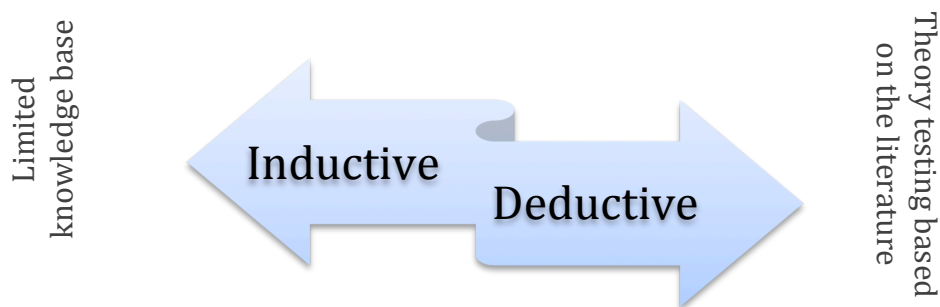 Limited
knowledge base
Inductive
Deductive
Theory testing based
on the literature